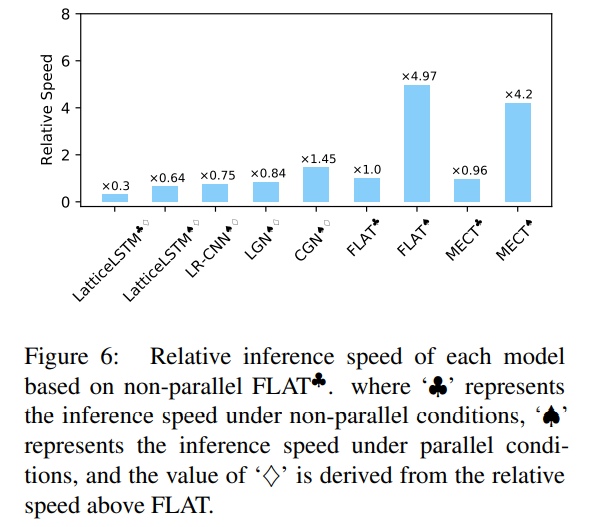 8
6
4
2
0
Relative Speed
×0.3
×0.64
×0.75
×0.84
×1.45
×1.0
×4.97
×0.96
×4.2
LatticeLSTM♣□
LatticeLSTM♠□
LR-CNN♠□
LGN♠□
CGN♠□
FLAT♣
FLAT♠
MECT♣
MECT♠
Figure 6: Relative inference speed of each model
based on non-parallel FLAT♣. where ‘♣’ represents
the inference speed under non-parallel conditions, ‘♠’
represents the inference speed under parallel condi-
tions, and the value of ‘♢’ is derived from the relative
speed above FLAT.